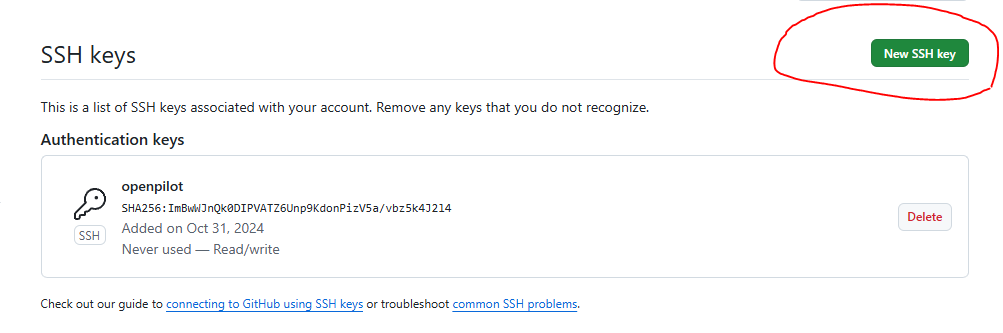 SSH keys
New SSH key
This is a list of SSH keys associated with your account. Remove any keys that you do not recognize.
Authentication keys
openpilot
SHA256:ImBwWJnQk0DIPVATZ6Unp9KdonPizV5a/vbz5k4J214
Added on Oct 31, 2024
Never used — Read/write
SSH
Delete
Check out our guide to connecting to GitHub using SSH keys or troubleshoot common SSH problems.